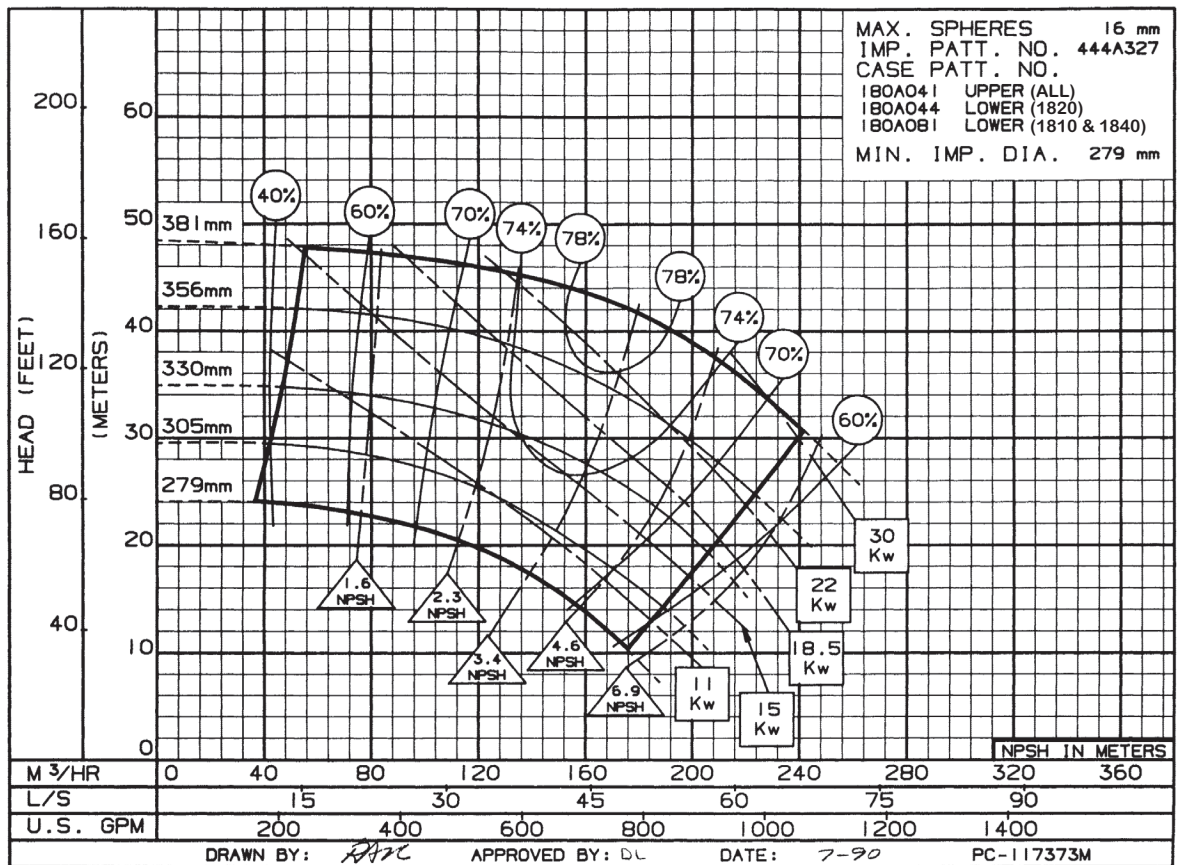 MAX. SPHERES 16 mm
IMP. PATT. NO. 444A327
CASE PATT. NO.
180A041 UPPER (ALL)
180A044 LOWER (1820)
180A081 LOWER (1810 & 1840)
MIN. IMP. DIA. 279 mm
HEAD (FEET)
(METERS)
200
160
120
80
40
60
50
40
30
20
10
0
381mm
356mm
330mm
305mm
279mm
40%
60%
70%
74%
78%
78%
74%
70%
60%
1.6
NPSH
2.3
NPSH
3.4
NPSH
4.6
NPSH
6.9
NPSH
11
Kw
15
Kw
18.5
Kw
22
Kw
30
Kw
NPSH IN METERS
M³/HR 0 40 80 120 160 200 240 280 320 360
L/S 15 30 45 60 75 90
U.S. GPM 200 400 600 800 1000 1200 1400
DRAWN BY: APPROVED BY: DL DATE: 7-90 PC-117373M